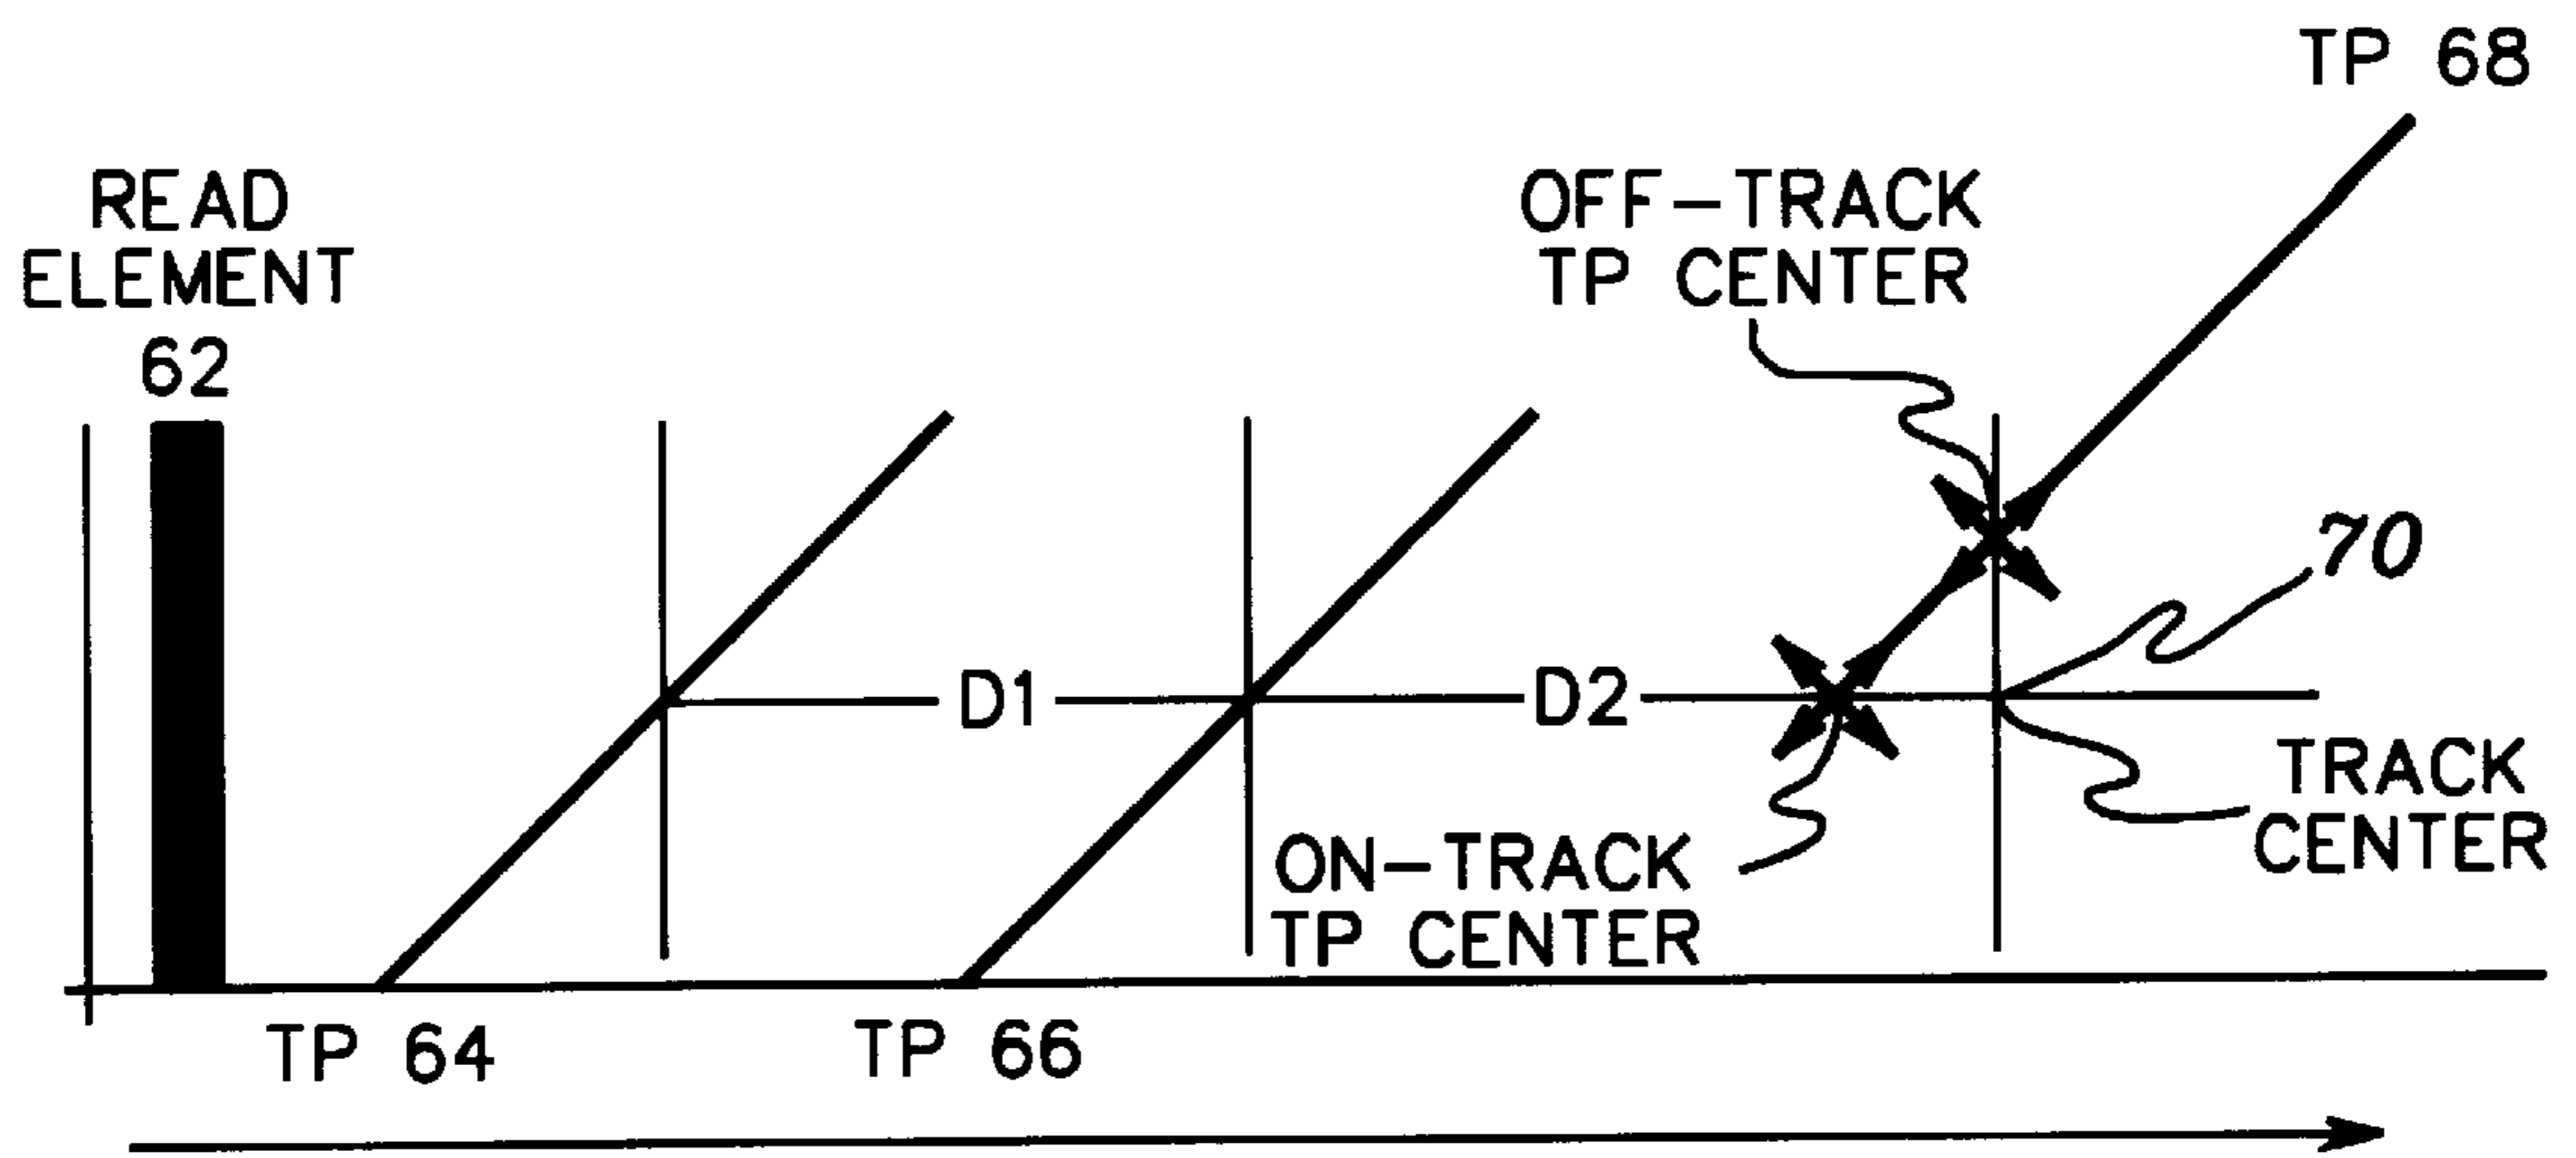 TP 68
READ
ELEMENT
62
OFF-TRACK
TP CENTER
70
D1
D2
TRACK
CENTER
ON-TRACK
TP CENTER
TP 64
TP 66